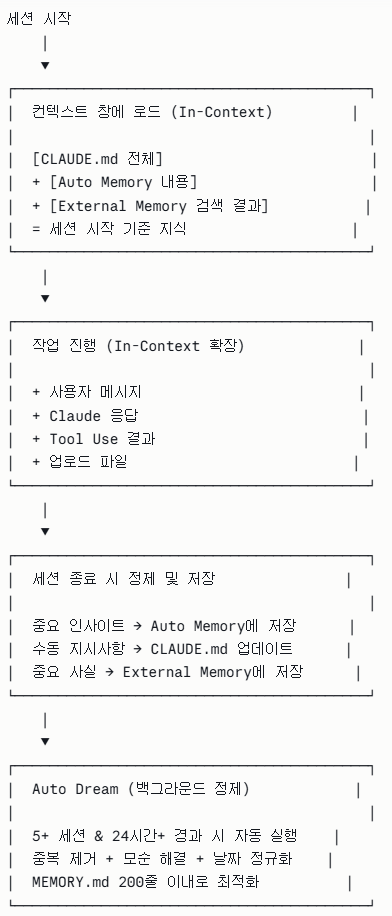 세션 시작
컨텍스트 창에 로드 (In-Context)
[CLAUDE.md 전체]
+ [Auto Memory 내용]
+ [External Memory 검색 결과]
= 세션 시작 기준 지식
작업 진행 (In-Context 확장)
+ 사용자 메시지
+ Claude 응답
+ Tool Use 결과
+ 업로드 파일
세션 종료 시 정제 및 저장
중요 인사이트 → Auto Memory에 저장
수동 지시사항 → CLAUDE.md 업데이트
중요 사실 → External Memory에 저장
Auto Dream (백그라운드 정제)
5+ 세션 & 24시간+ 경과 시 자동 실행
중복 제거 + 모순 해결 + 날짜 정규화
MEMORY.md 200줄 이내로 최적화